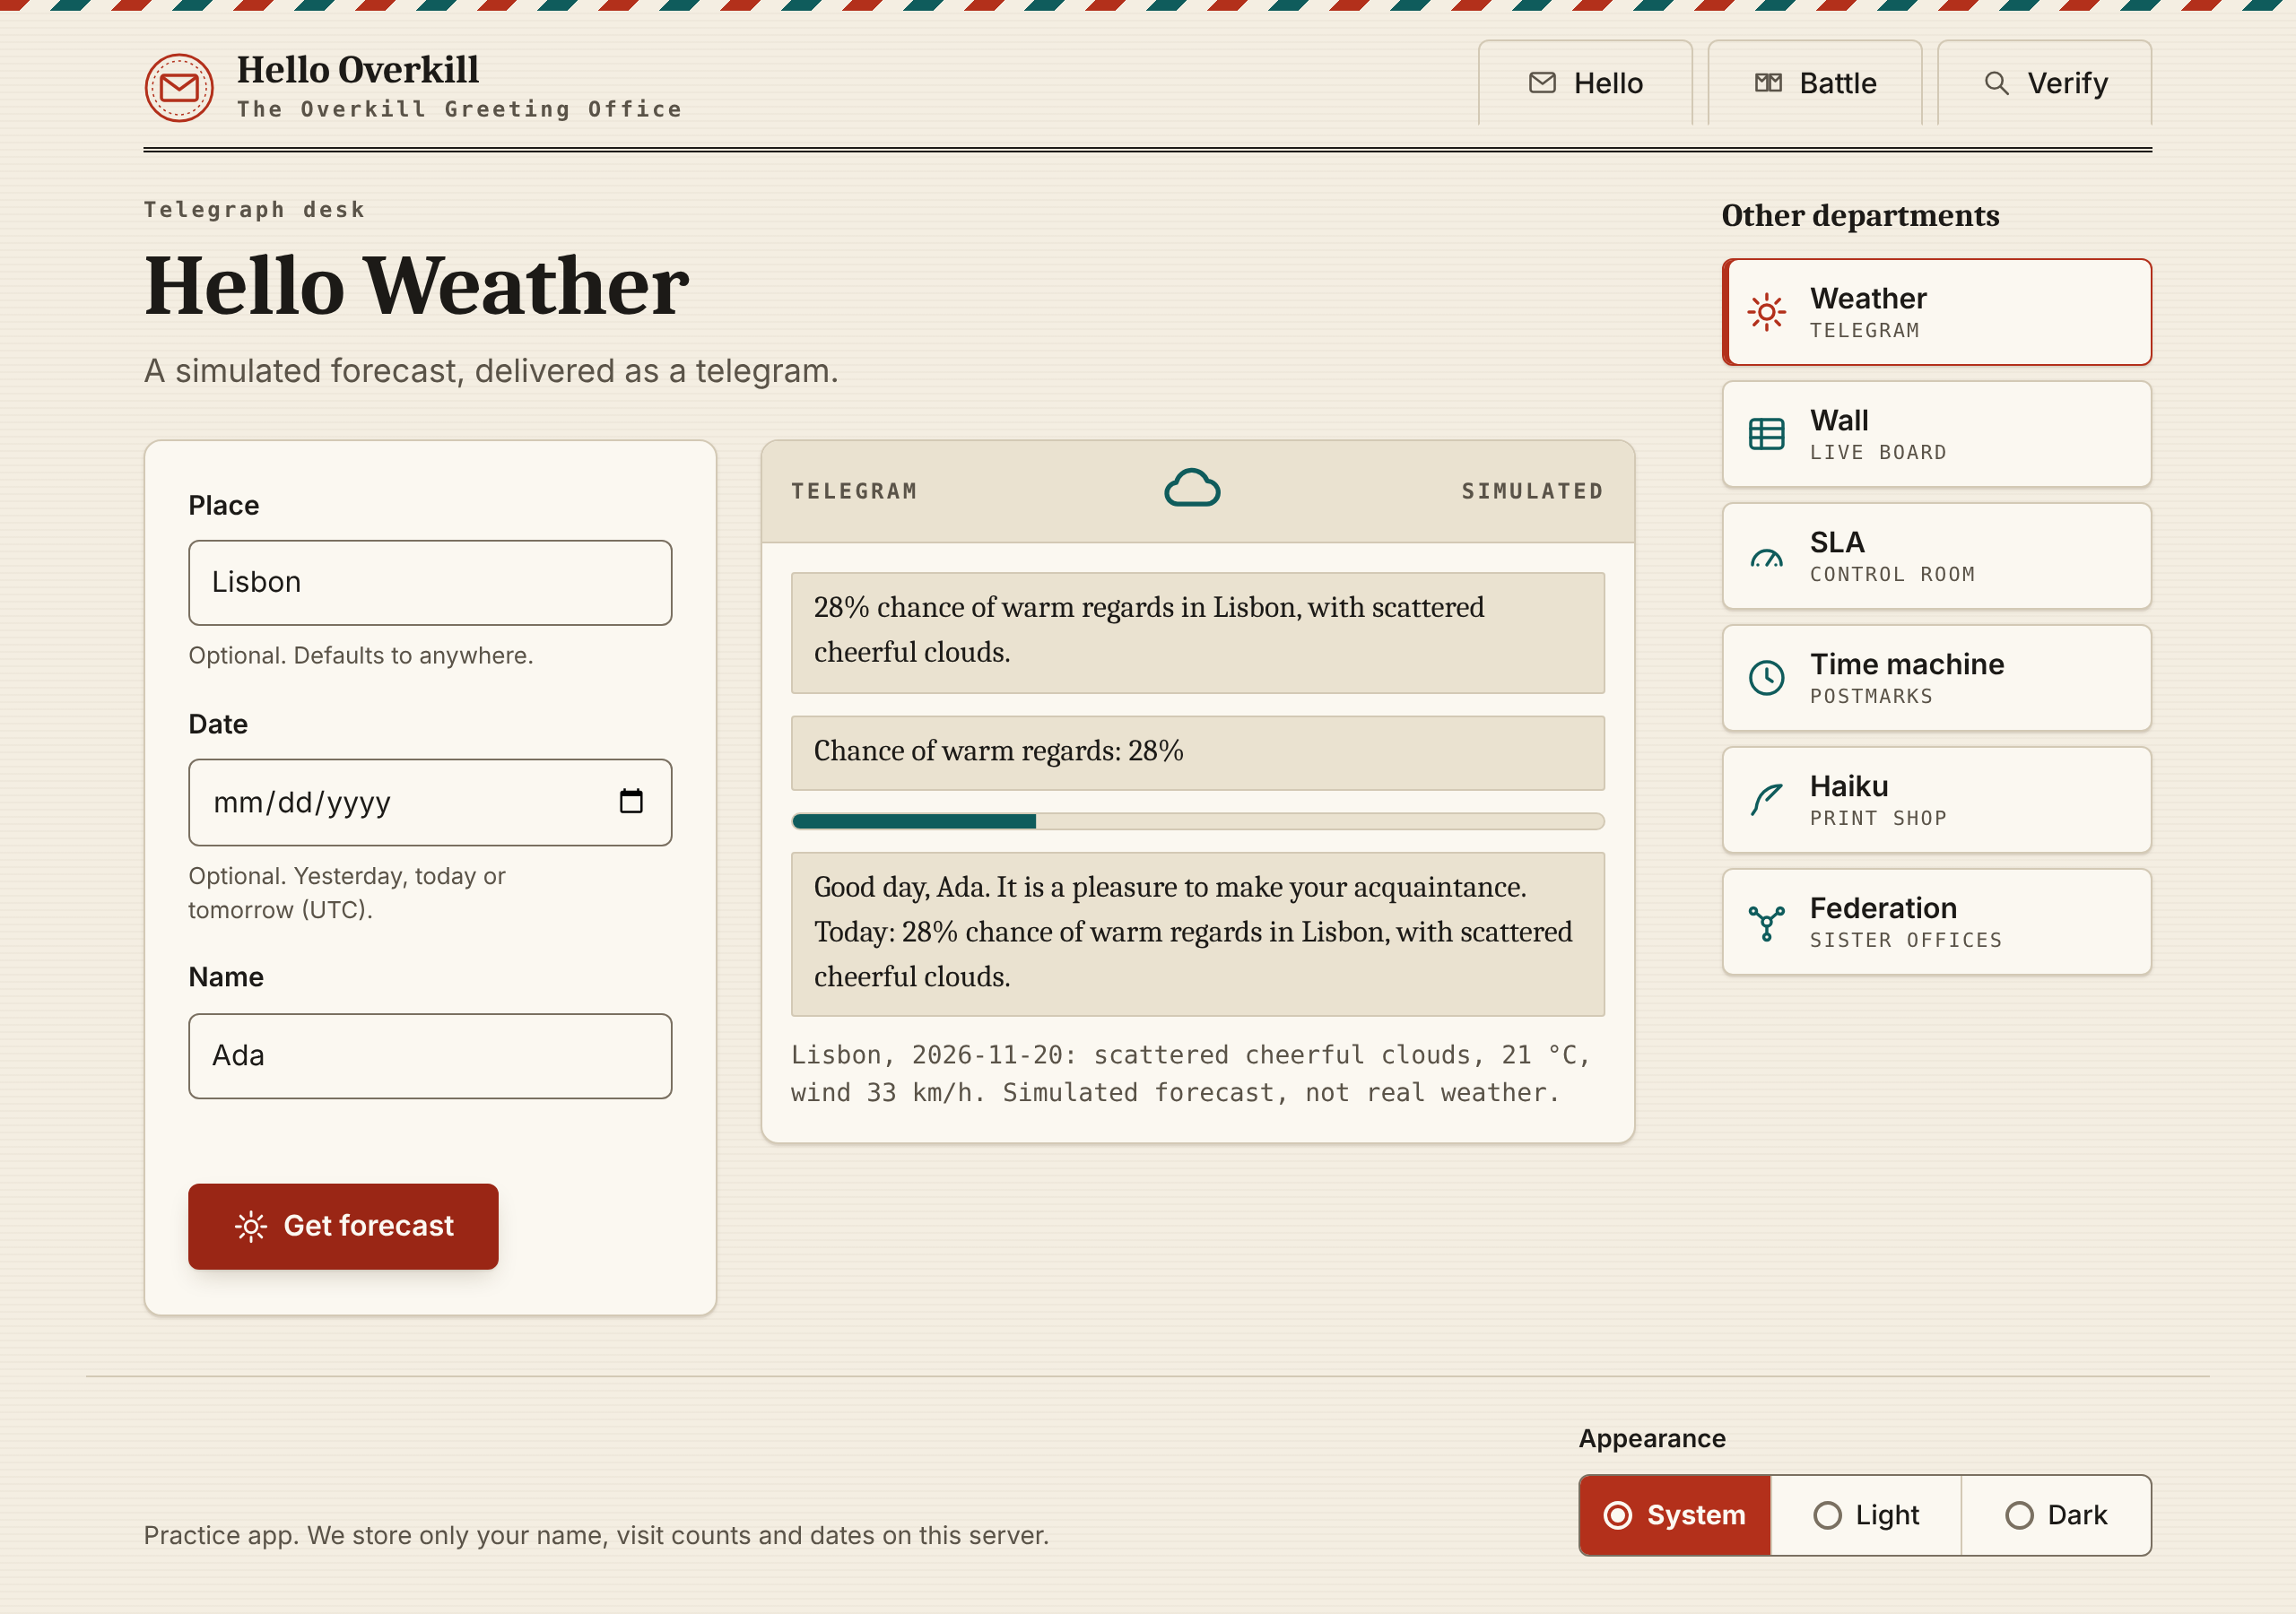 Hello Overkill
The Overkill Greeting Office
Hello
Battle
Verify
Telegraph desk
Hello Weather
A simulated forecast, delivered as a telegram.
Place
Lisbon
Optional. Defaults to anywhere.
Date
mm/dd/yyyy
Optional. Yesterday, today or
tomorrow (UTC).
Name
Ada
Get forecast
TELEGRAM
SIMULATED
28% chance of warm regards in Lisbon, with scattered
cheerful clouds.
Chance of warm regards: 28%
Good day, Ada. It is a pleasure to make your acquaintance.
Today: 28% chance of warm regards in Lisbon, with scattered
cheerful clouds.
Lisbon, 2026-11-20: scattered cheerful clouds, 21 °C,
wind 33 km/h. Simulated forecast, not real weather.
Other departments
Weather
TELEGRAM
Wall
LIVE BOARD
SLA
CONTROL ROOM
Time machine
POSTMARKS
Haiku
PRINT SHOP
Federation
SISTER OFFICES
Practice app. We store only your name, visit counts and dates on this server.
Appearance
System
Light
Dark